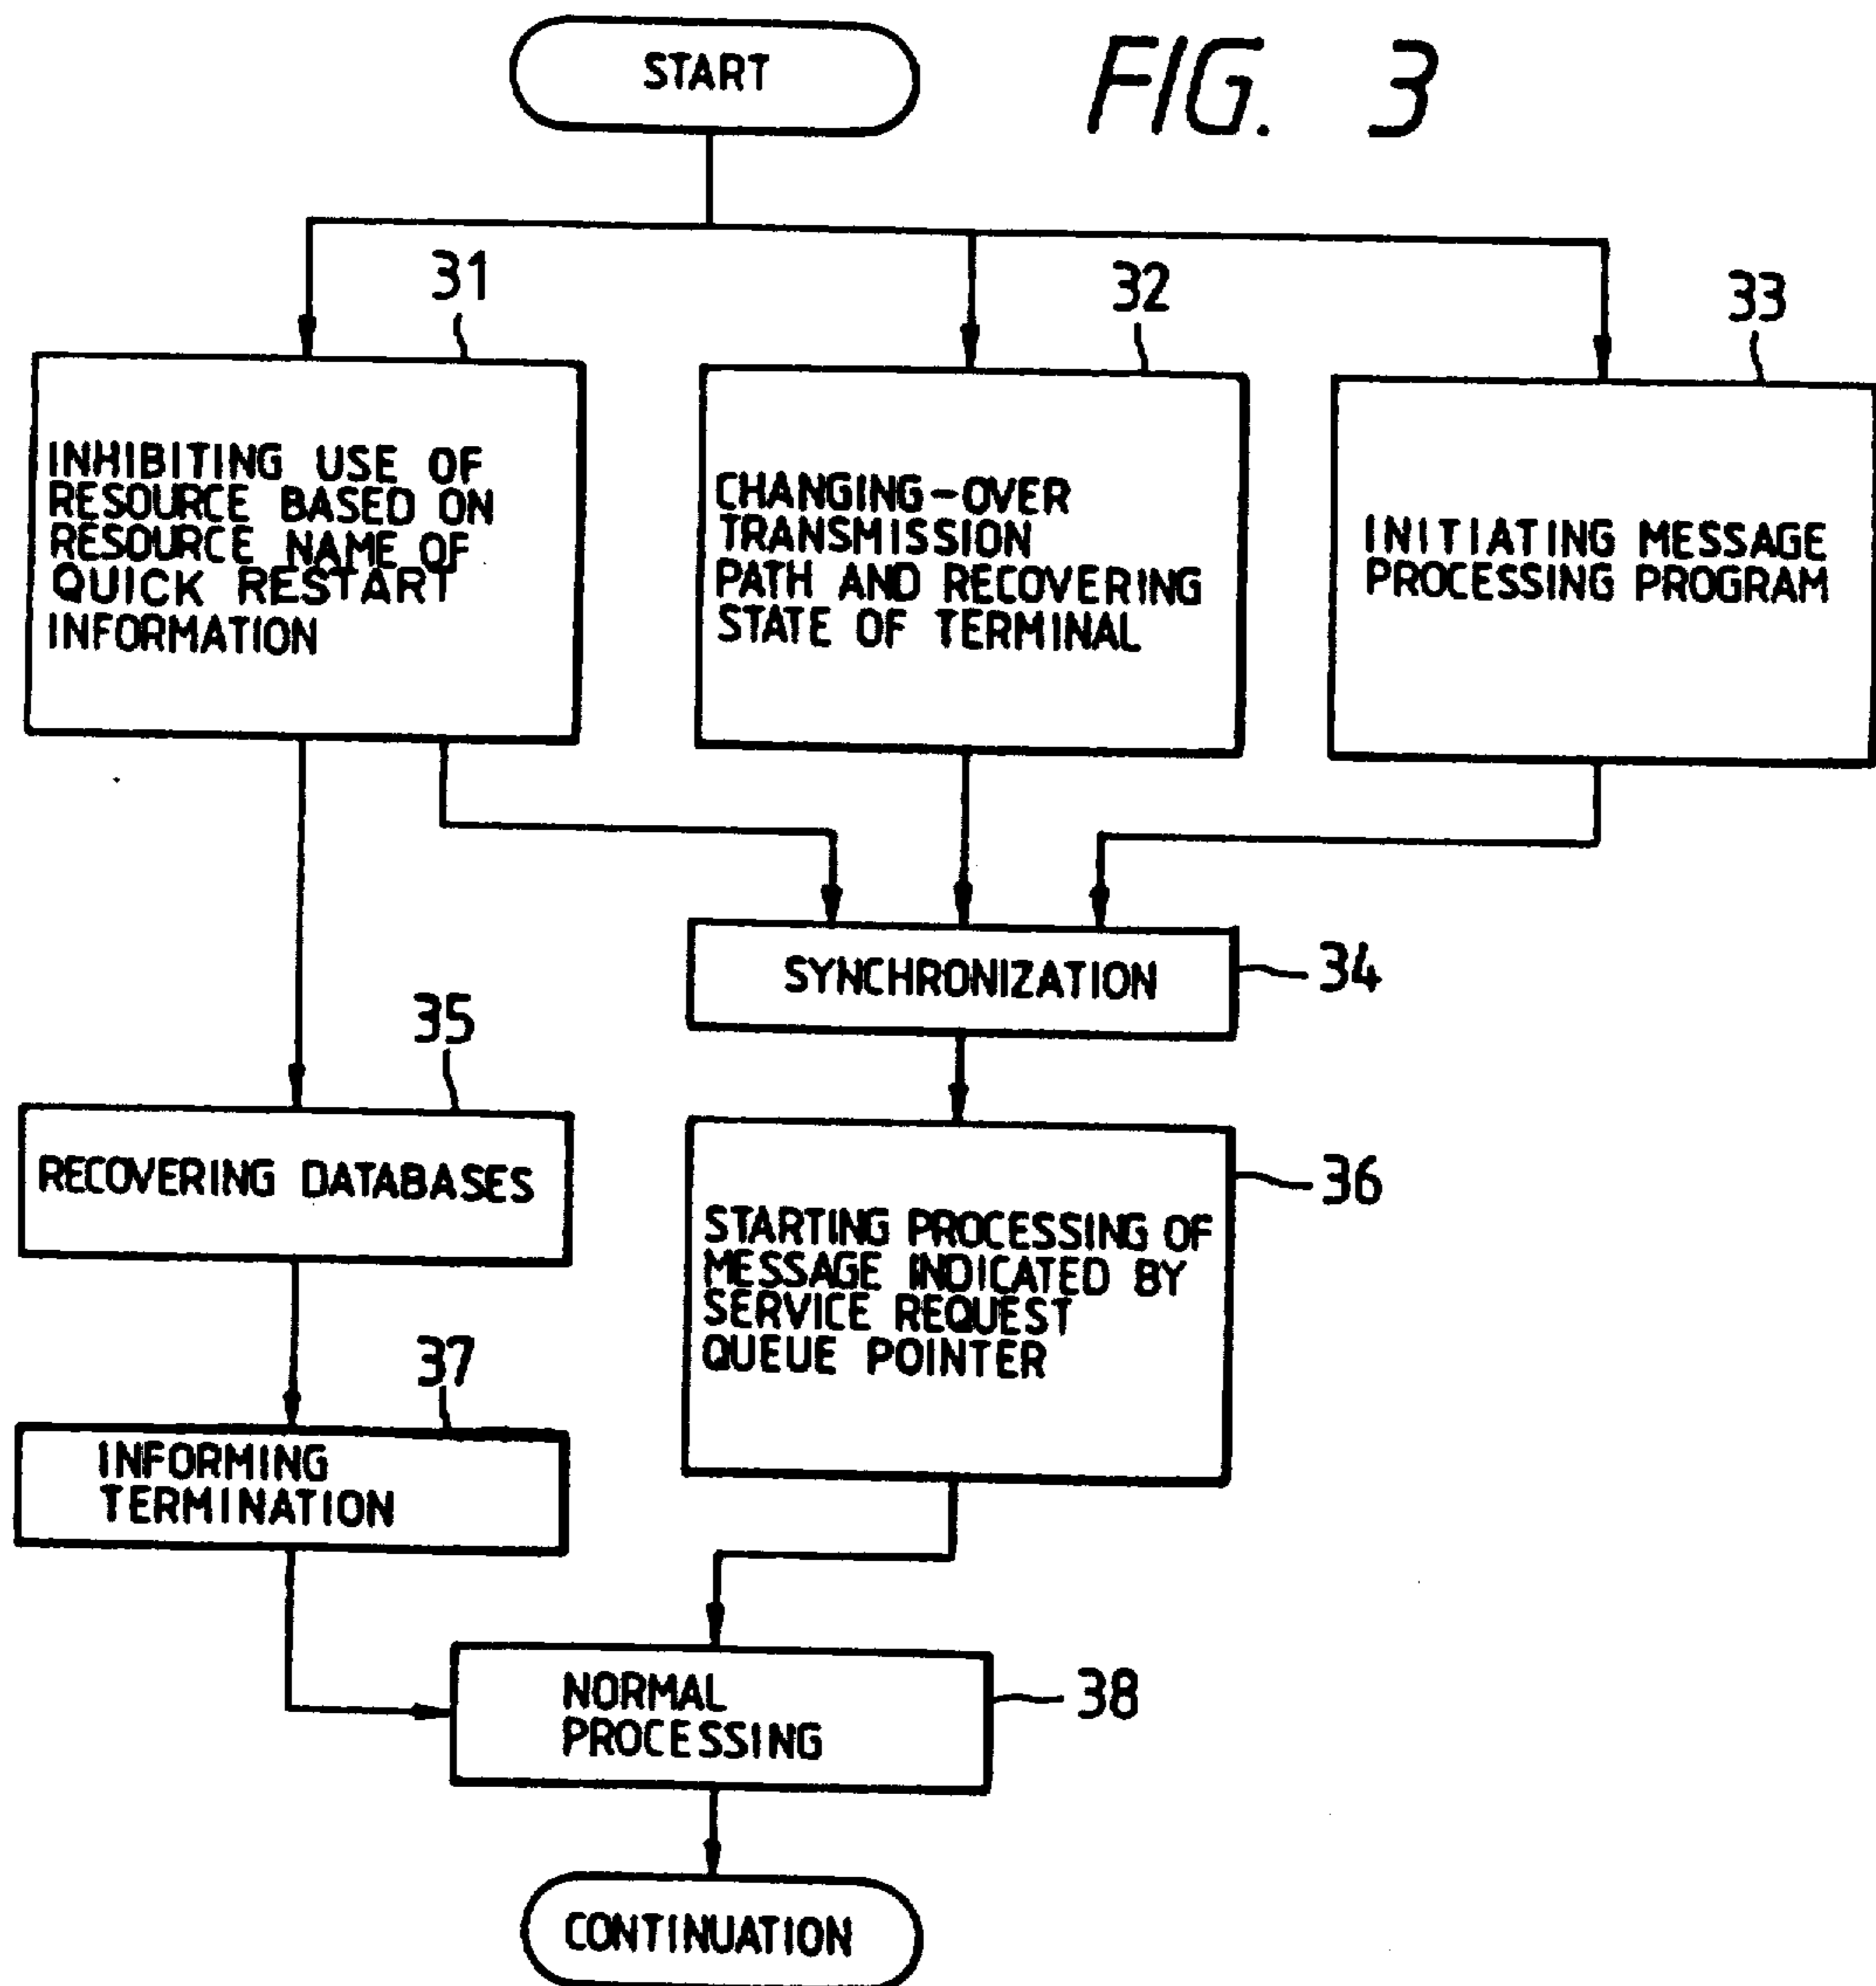 START
FIG. 3
31
32
33
INHIBITING USE OF
RESOURCE BASED ON
RESOURCE NAME OF
QUICK RESTART
INFORMATION
CHANGING-OVER
TRANSMISSION
PATH AND RECOVERING
STATE OF TERMINAL
INITIATING MESSAGE
PROCESSING PROGRAM
SYNCHRONIZATION
34
35
RECOVERING DATABASES
36
STARTING PROCESSING OF
MESSAGE INDICATED BY
SERVICE REQUEST
QUEUE POINTER
37
INFORMING
TERMINATION
NORMAL
PROCESSING
38
CONTINUATION